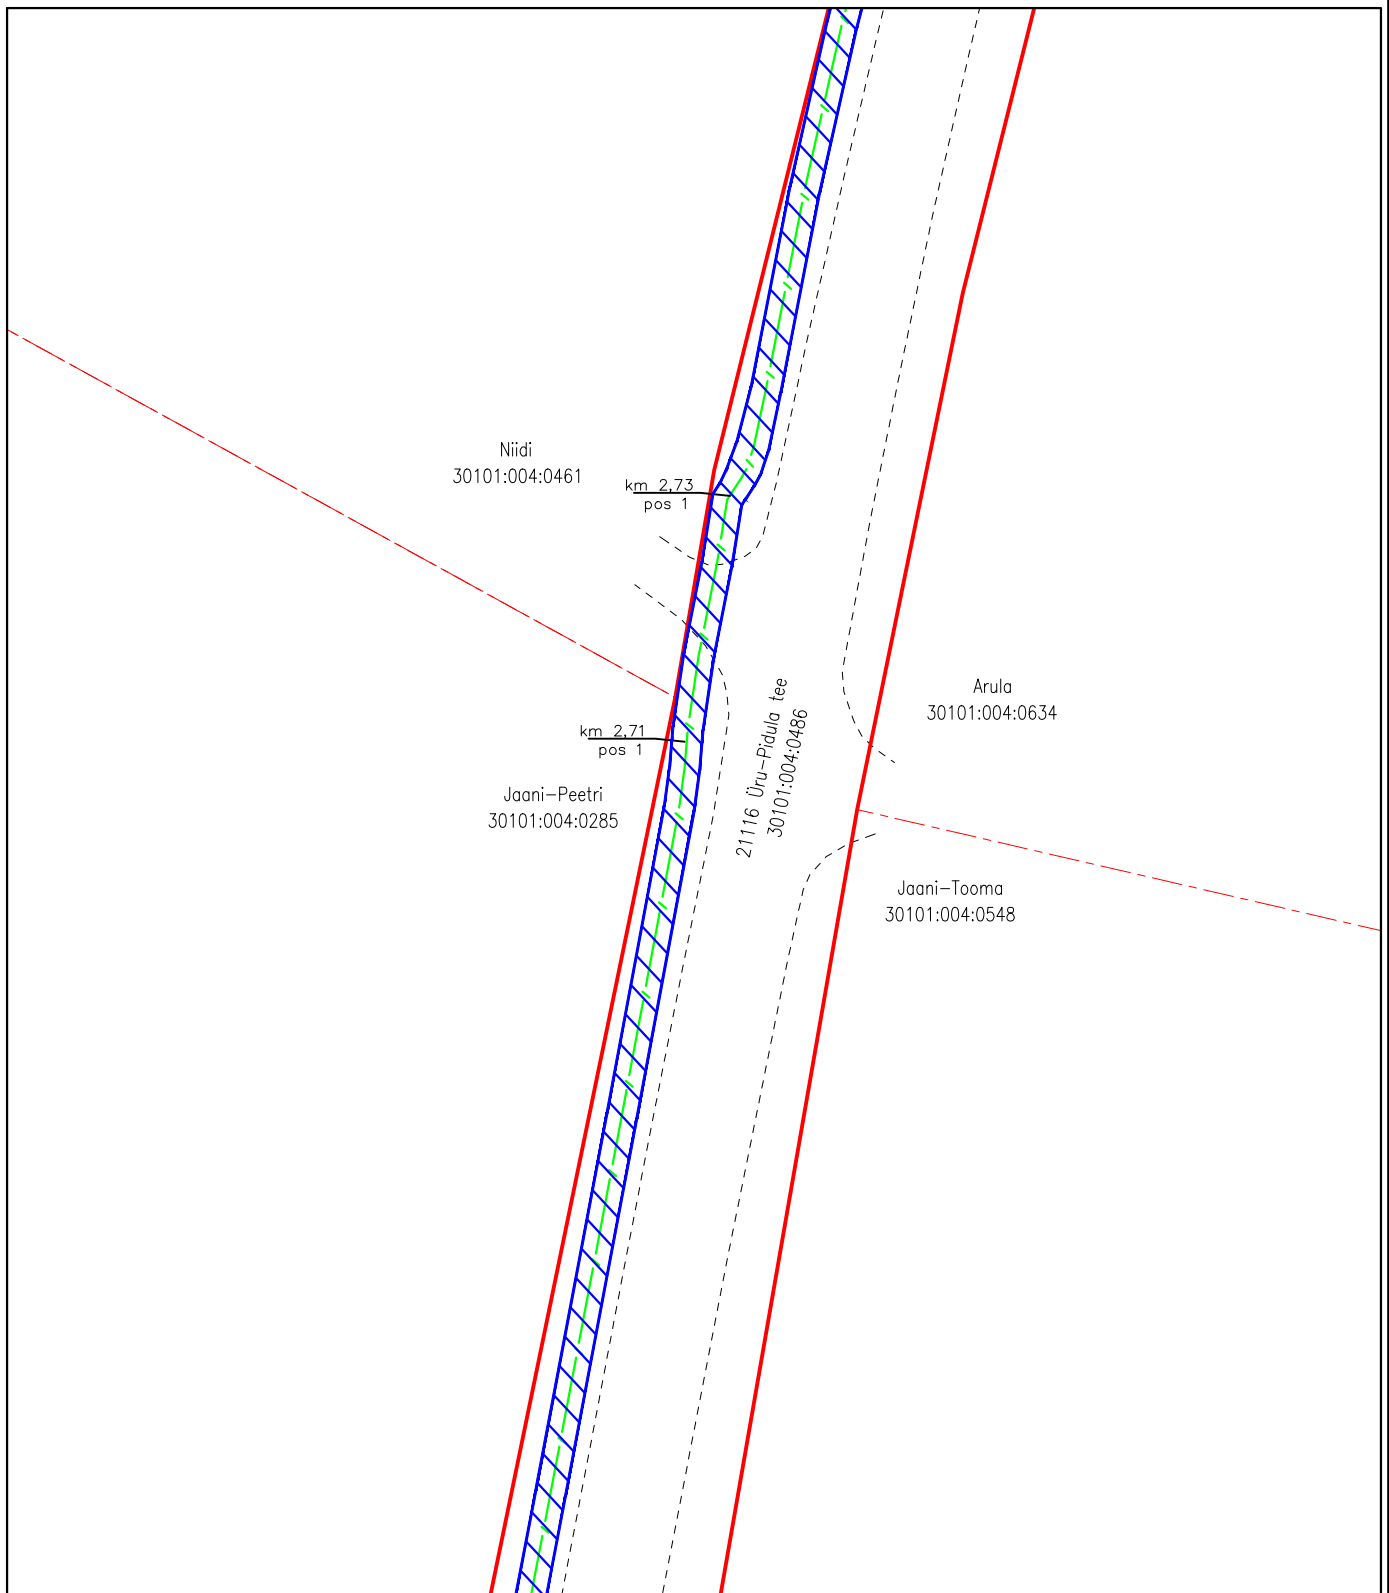 Niidi
30101:004:0461
km 2,73
pos 1
Arula
30101:004:0634
21116 Üru-Pidula tee
30101:004:0486
km 2,71
pos 1
Jaani-Peetri
30101:004:0285
Jaani-Tooma
30101:004:0548